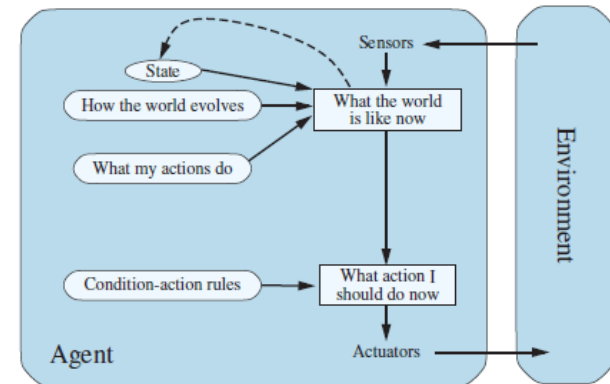 Sensors
State
How the world evolves
What the world
is like now
What my actions do
Environment
Condition-action rules
What action I
should do now
Agent
Actuators